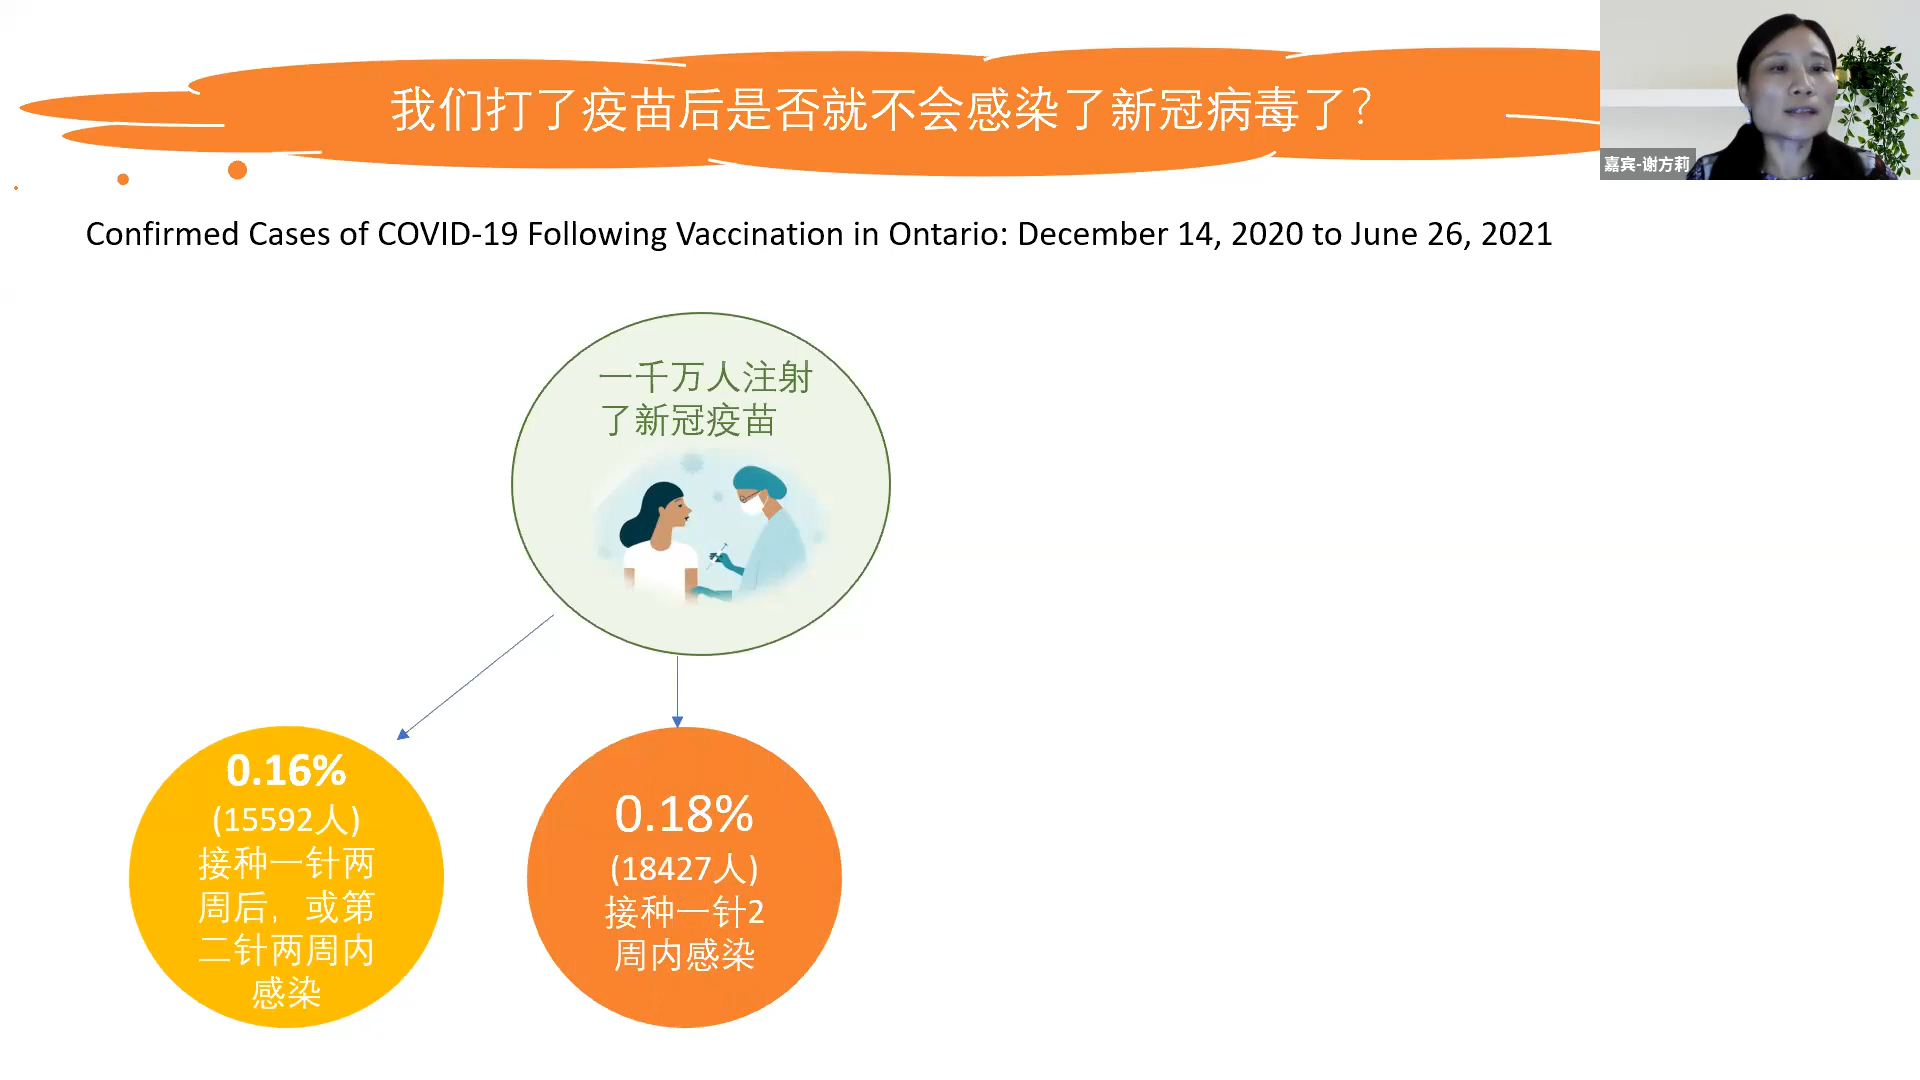 我们打了疫苗后是否就不会感染了新冠病毒了？
嘉宾-谢方莉
Confirmed Cases of COVID-19 Following Vaccination in Ontario: December 14, 2020 to June 26, 2021
一千万人注射
了新冠疫苗
0.16%
(15592人)
接种一针两
周后，或第
二针两周内
感染
0.18%
(18427人)
接种一针2
周内感染